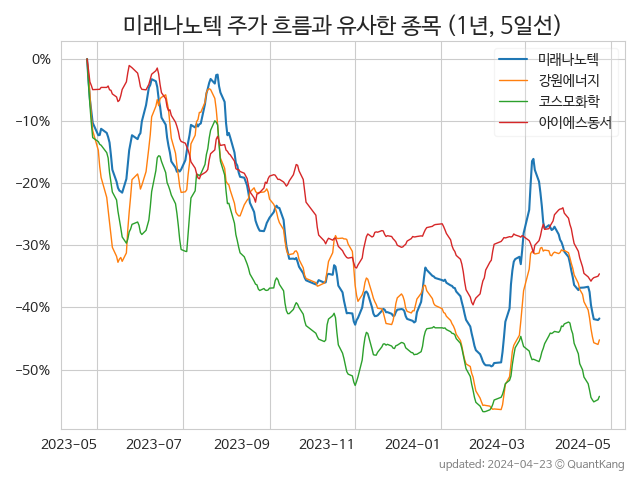 미래나노텍 주가 흐름과 유사한 종목 (1년, 5일선)
미래나노텍
강원에너지
코스모화학
아이에스동서
0%
−10%
−20%
−30%
−40%
−50%
2023-05 2023-07 2023-09 2023-11 2024-01 2024-03 2024-05
updated: 2024-04-23 © QuantKang